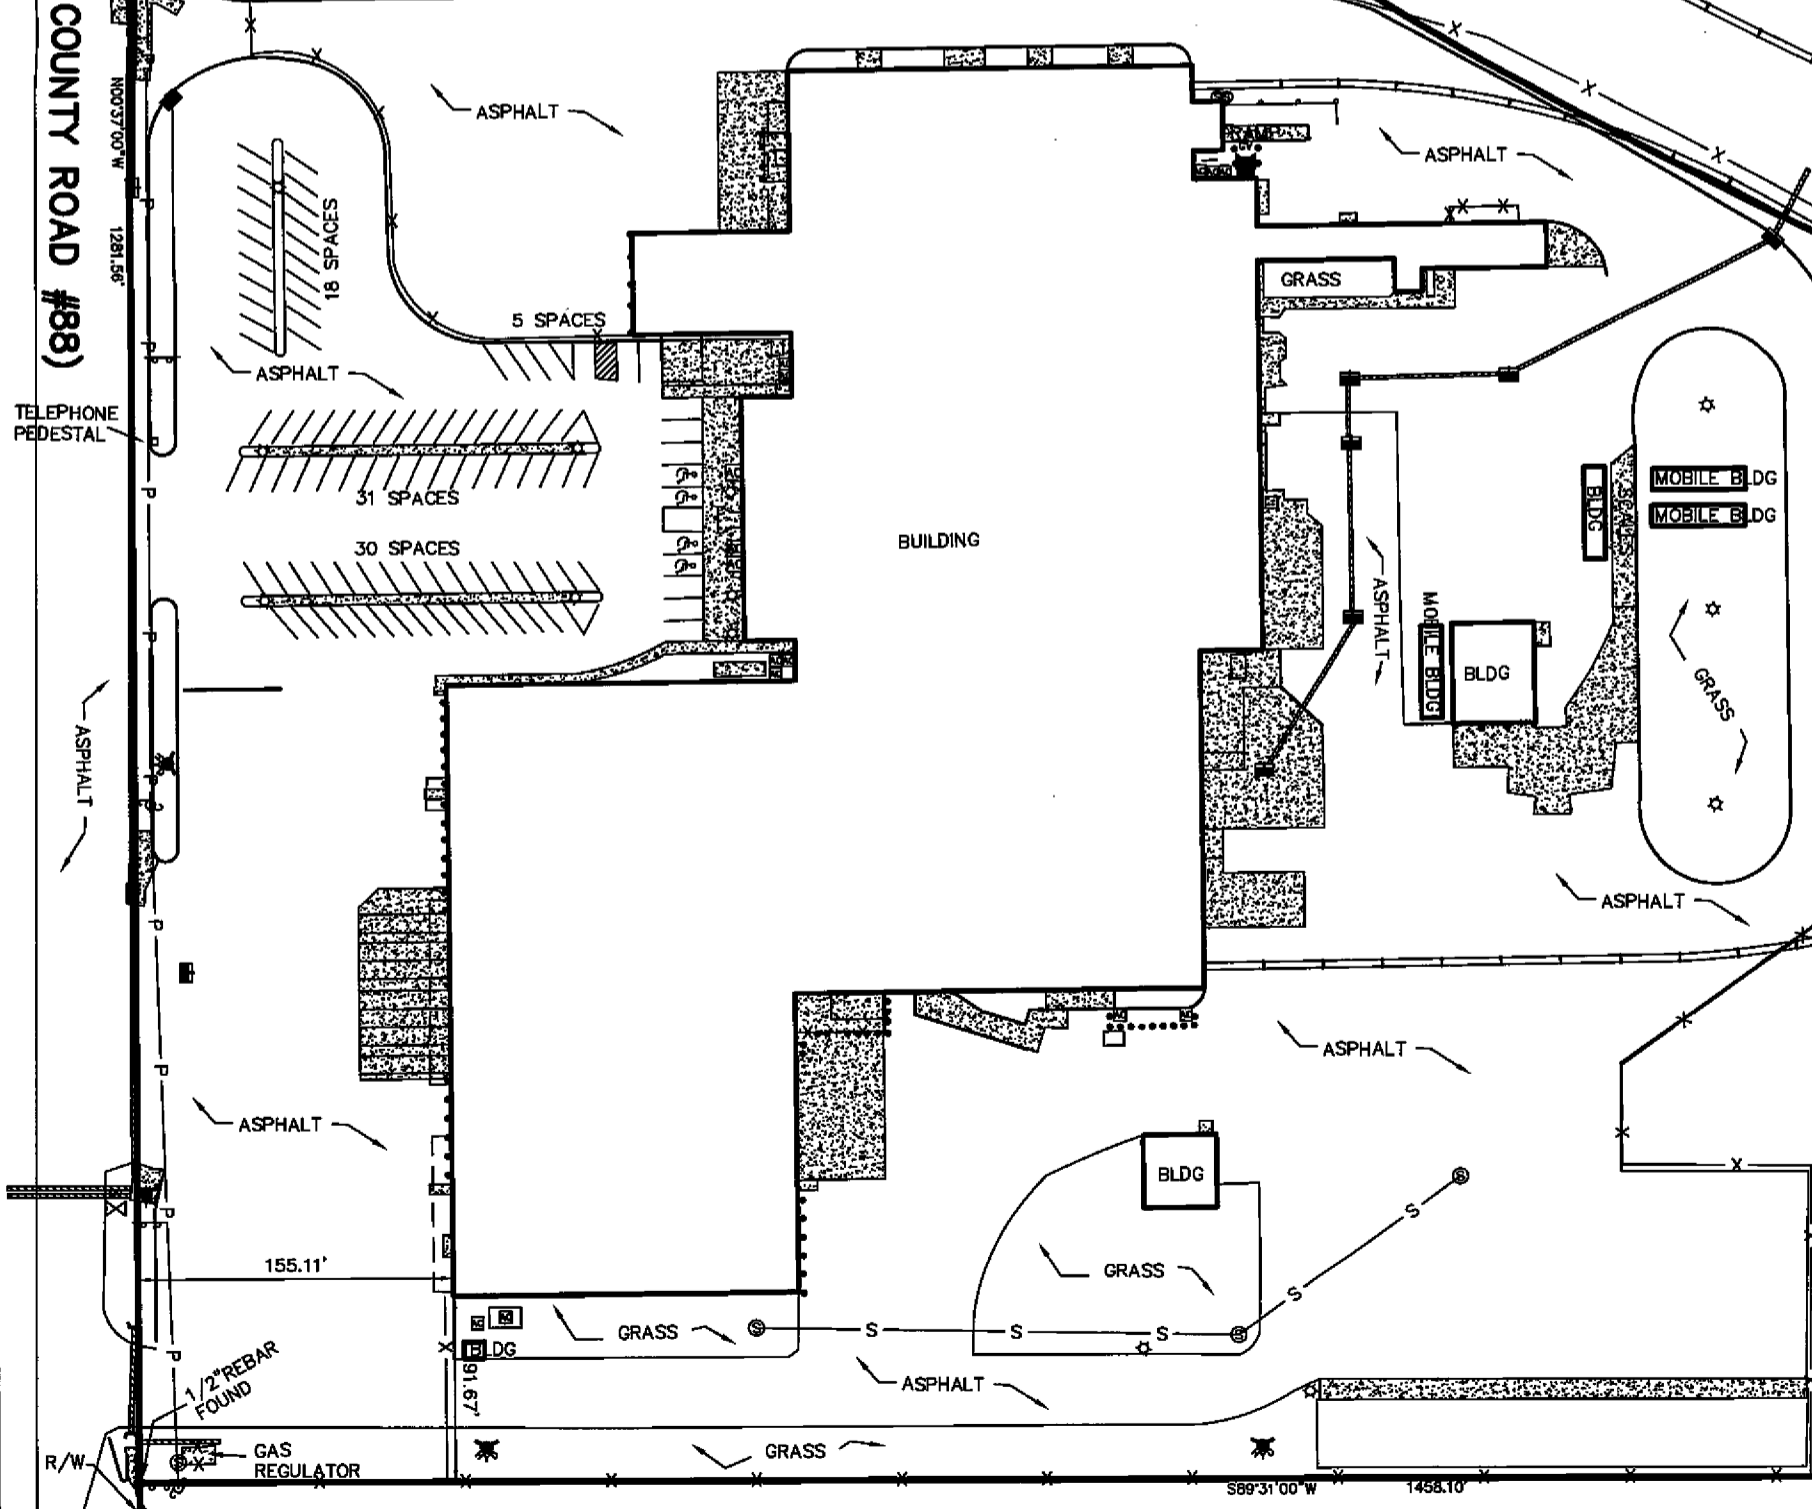 COUNTY ROAD #88)
N00°37'00"W 1281.56'
ASPHALT
18 SPACES
5 SPACES
ASPHALT
TELEPHONE
PEDESTAL
31 SPACES
30 SPACES
RAMP
ASPHALT
GRASS
BUILDING
ASPHALT
MOBILE BLDG
MOBILE BLDG
BLDG
MOBILE BLDG
BLDG
GRASS
ASPHALT
ASPHALT
ASPHALT
ASPHALT
BLDG
GRASS
155.11'
GRASS
BLDG
91.67'
ASPHALT
1/2"REBAR
FOUND
R/W
GAS
REGULATOR
GRASS
S89°31'00"W 1458.10'
P
P
P
P
P
P
P
P
P
P
S
S
S
S
S